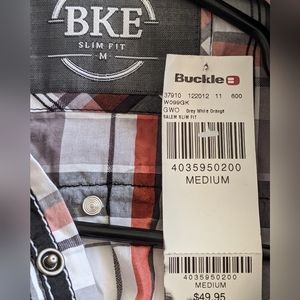 BKE
SLIM FIT
M
Buckle B
37910 122012 11 600
W099GK
GWO Grey White Orange
SALEM SLIM FIT
4035950200
MEDIUM
4035950200
MEDIUM
$49.95